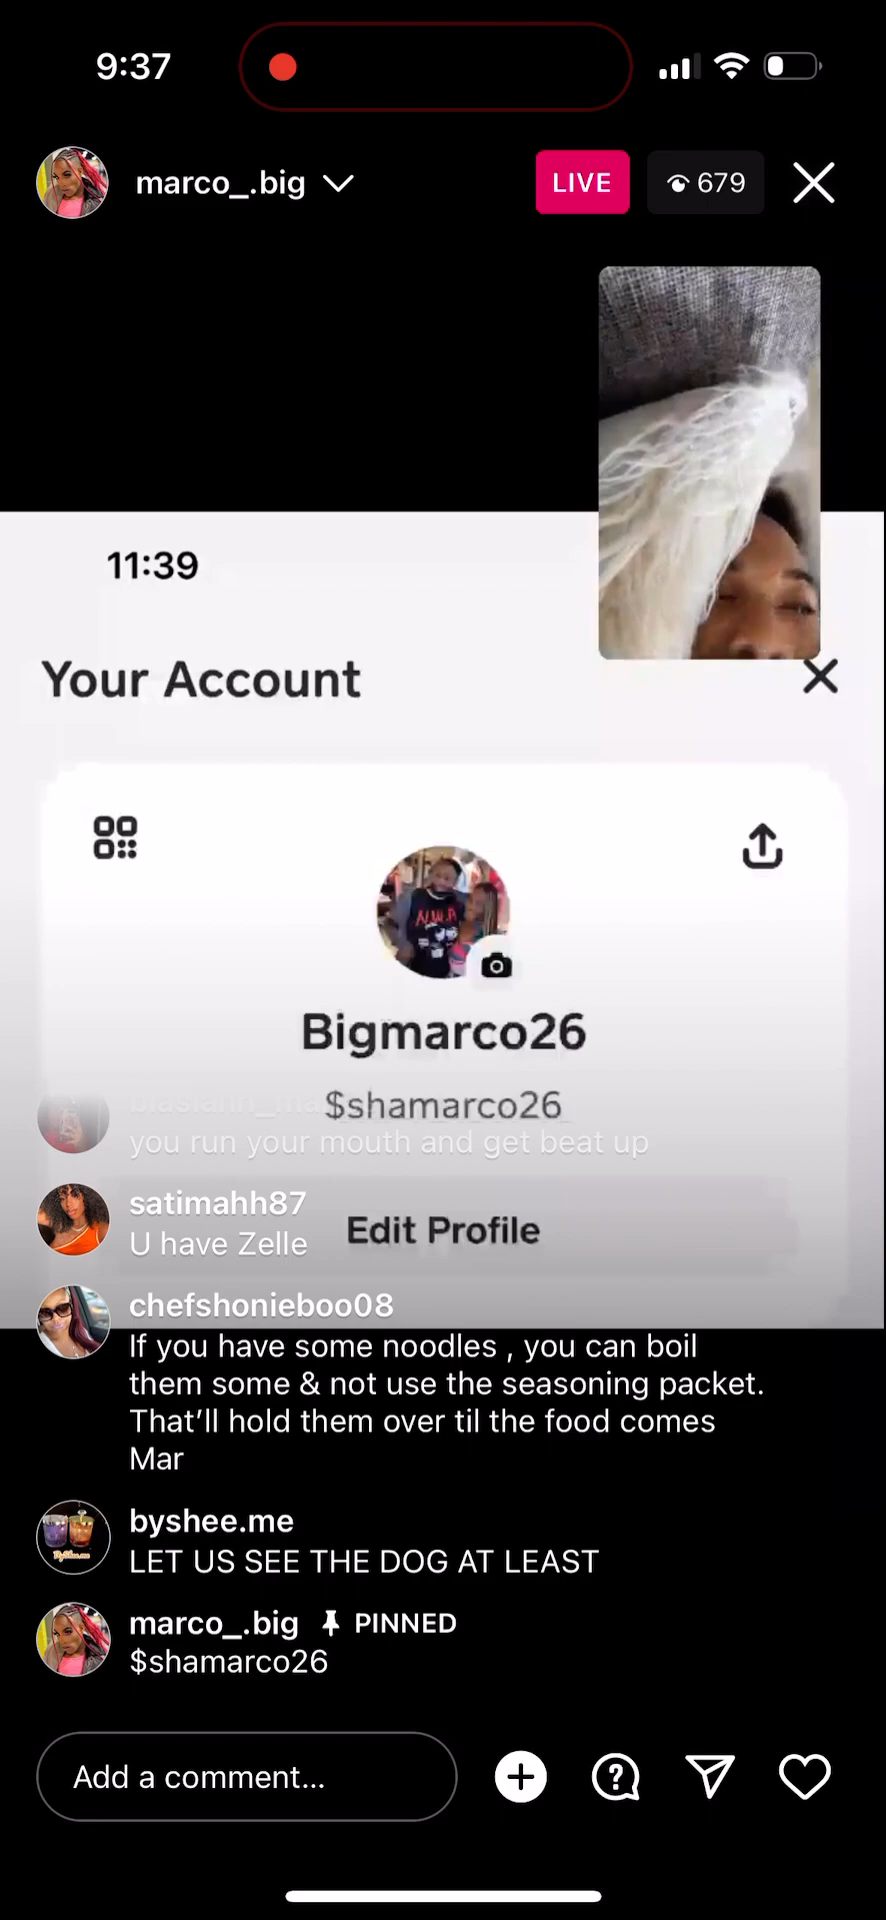 9:37
marco_.big
LIVE
679
11:39
Your Account
Bigmarco26
$shamarco26
you run your mouth and get beat up
satimahh87
U have Zelle
Edit Profile
chefshonieboo08
If you have some noodles , you can boil
them some & not use the seasoning packet.
That’ll hold them over til the food comes
Mar
byshee.me
LET US SEE THE DOG AT LEAST
marco_.big PINNED
$shamarco26
Add a comment...